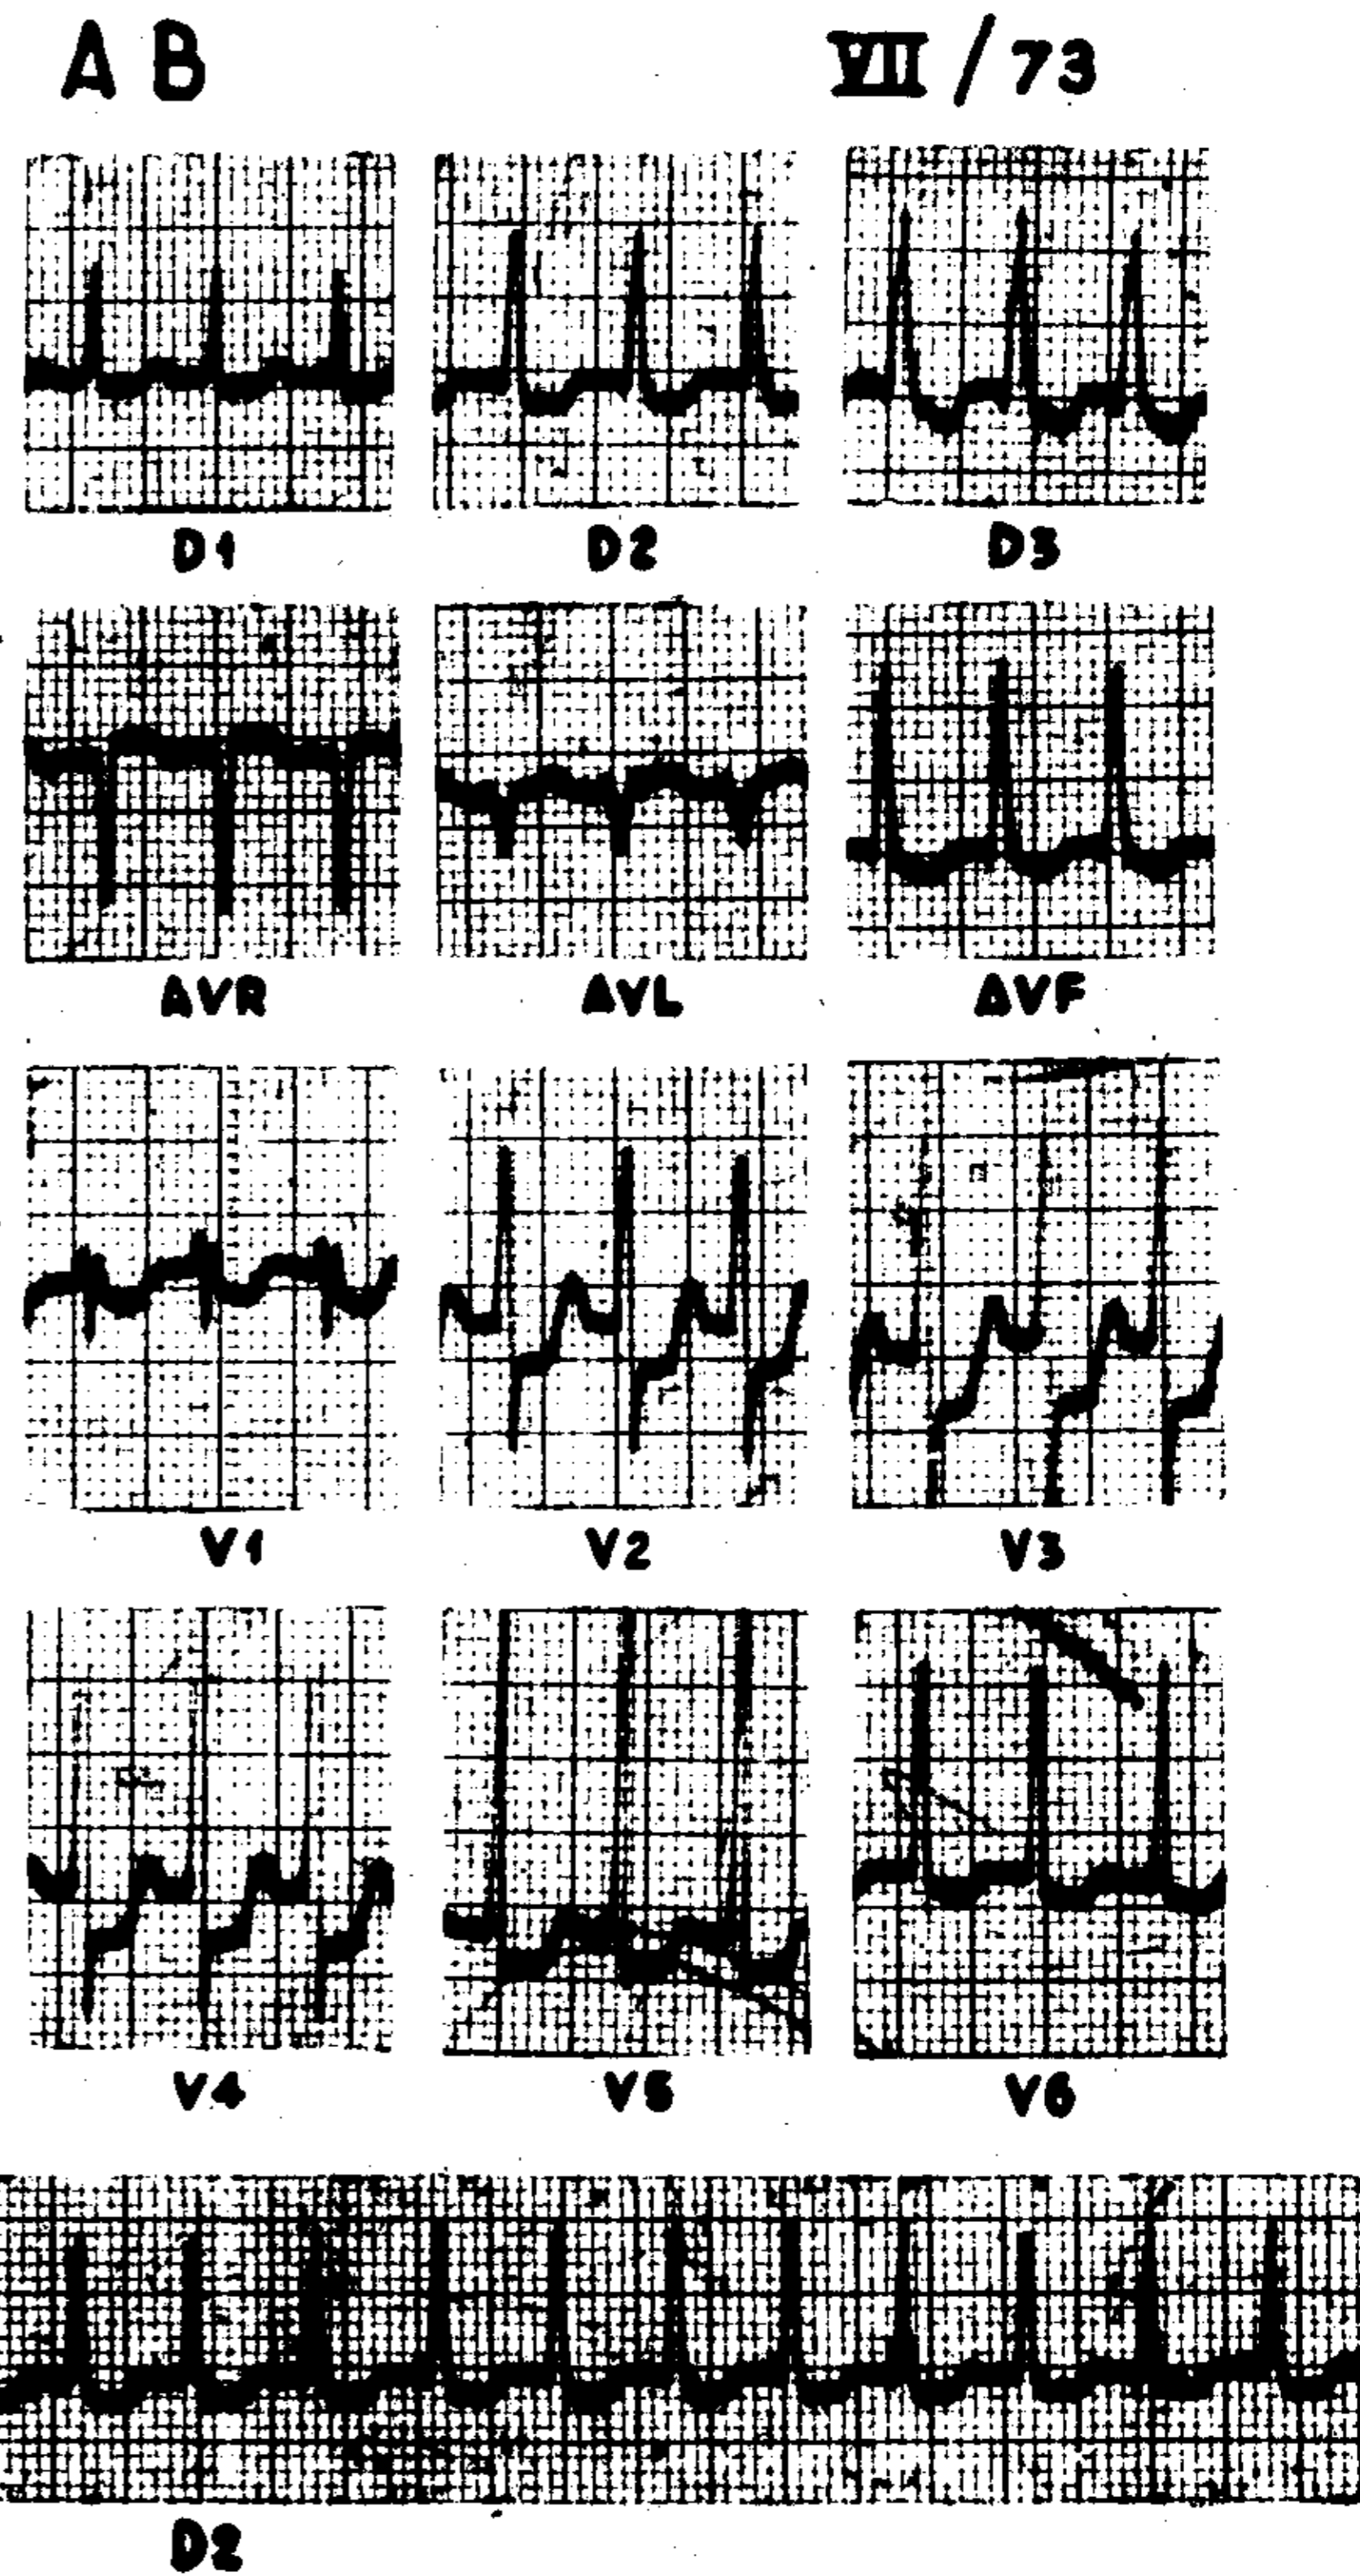 A B VII / 73
D1 D2 D3
AVR AVL AVF
V1 V2 V3
V4 V5 V6
D2